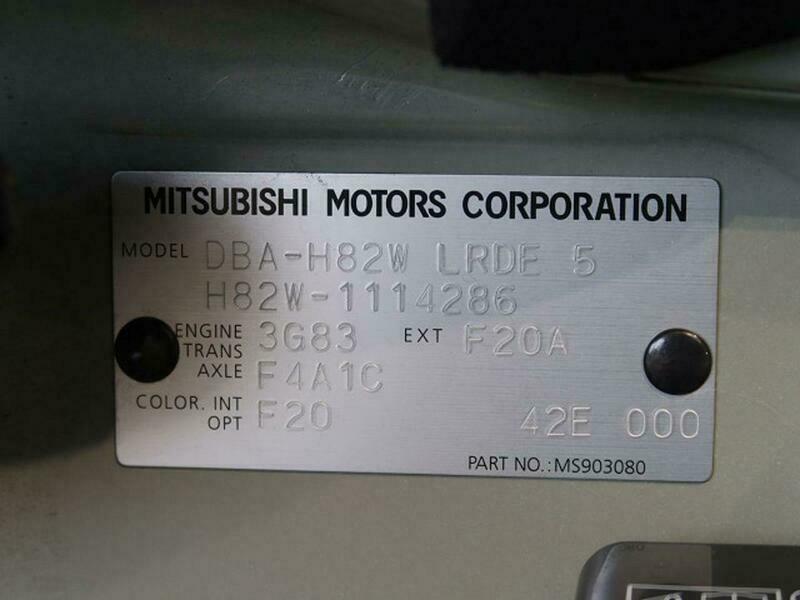 MITSUBISHI MOTORS CORPORATION
MODEL DBA-H82W LRDE 5
H82W-1114286
ENGINE 3G83 EXT F20A
TRANS
AXLE F4A1C
COLOR. INT F20 42E 000
OPT
PART NO.:MS903080